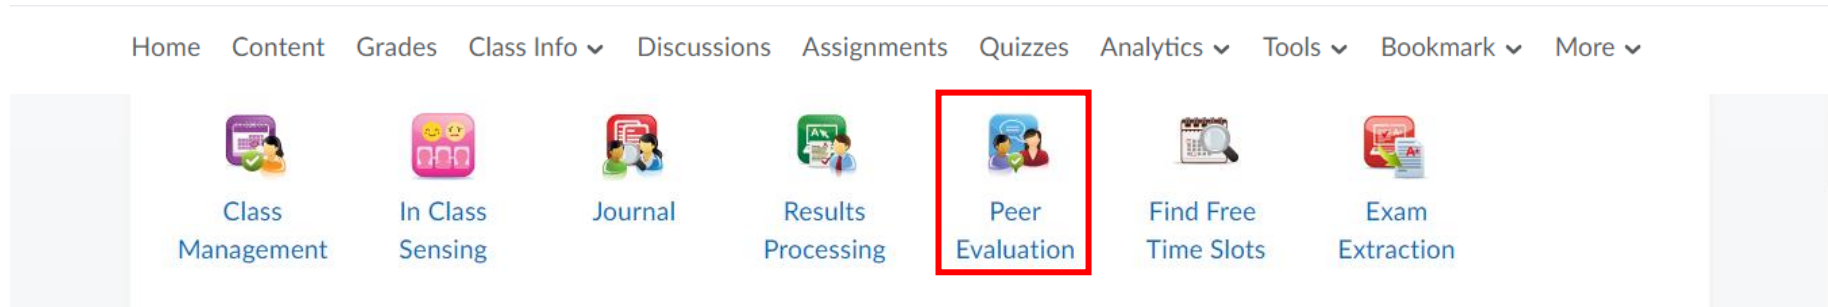 Home Content Grades Class Info Discussions Assignments Quizzes Analytics Tools Bookmark More
Class Management
In Class Sensing
Journal
Results Processing
Peer Evaluation
Find Free Time Slots
Exam Extraction